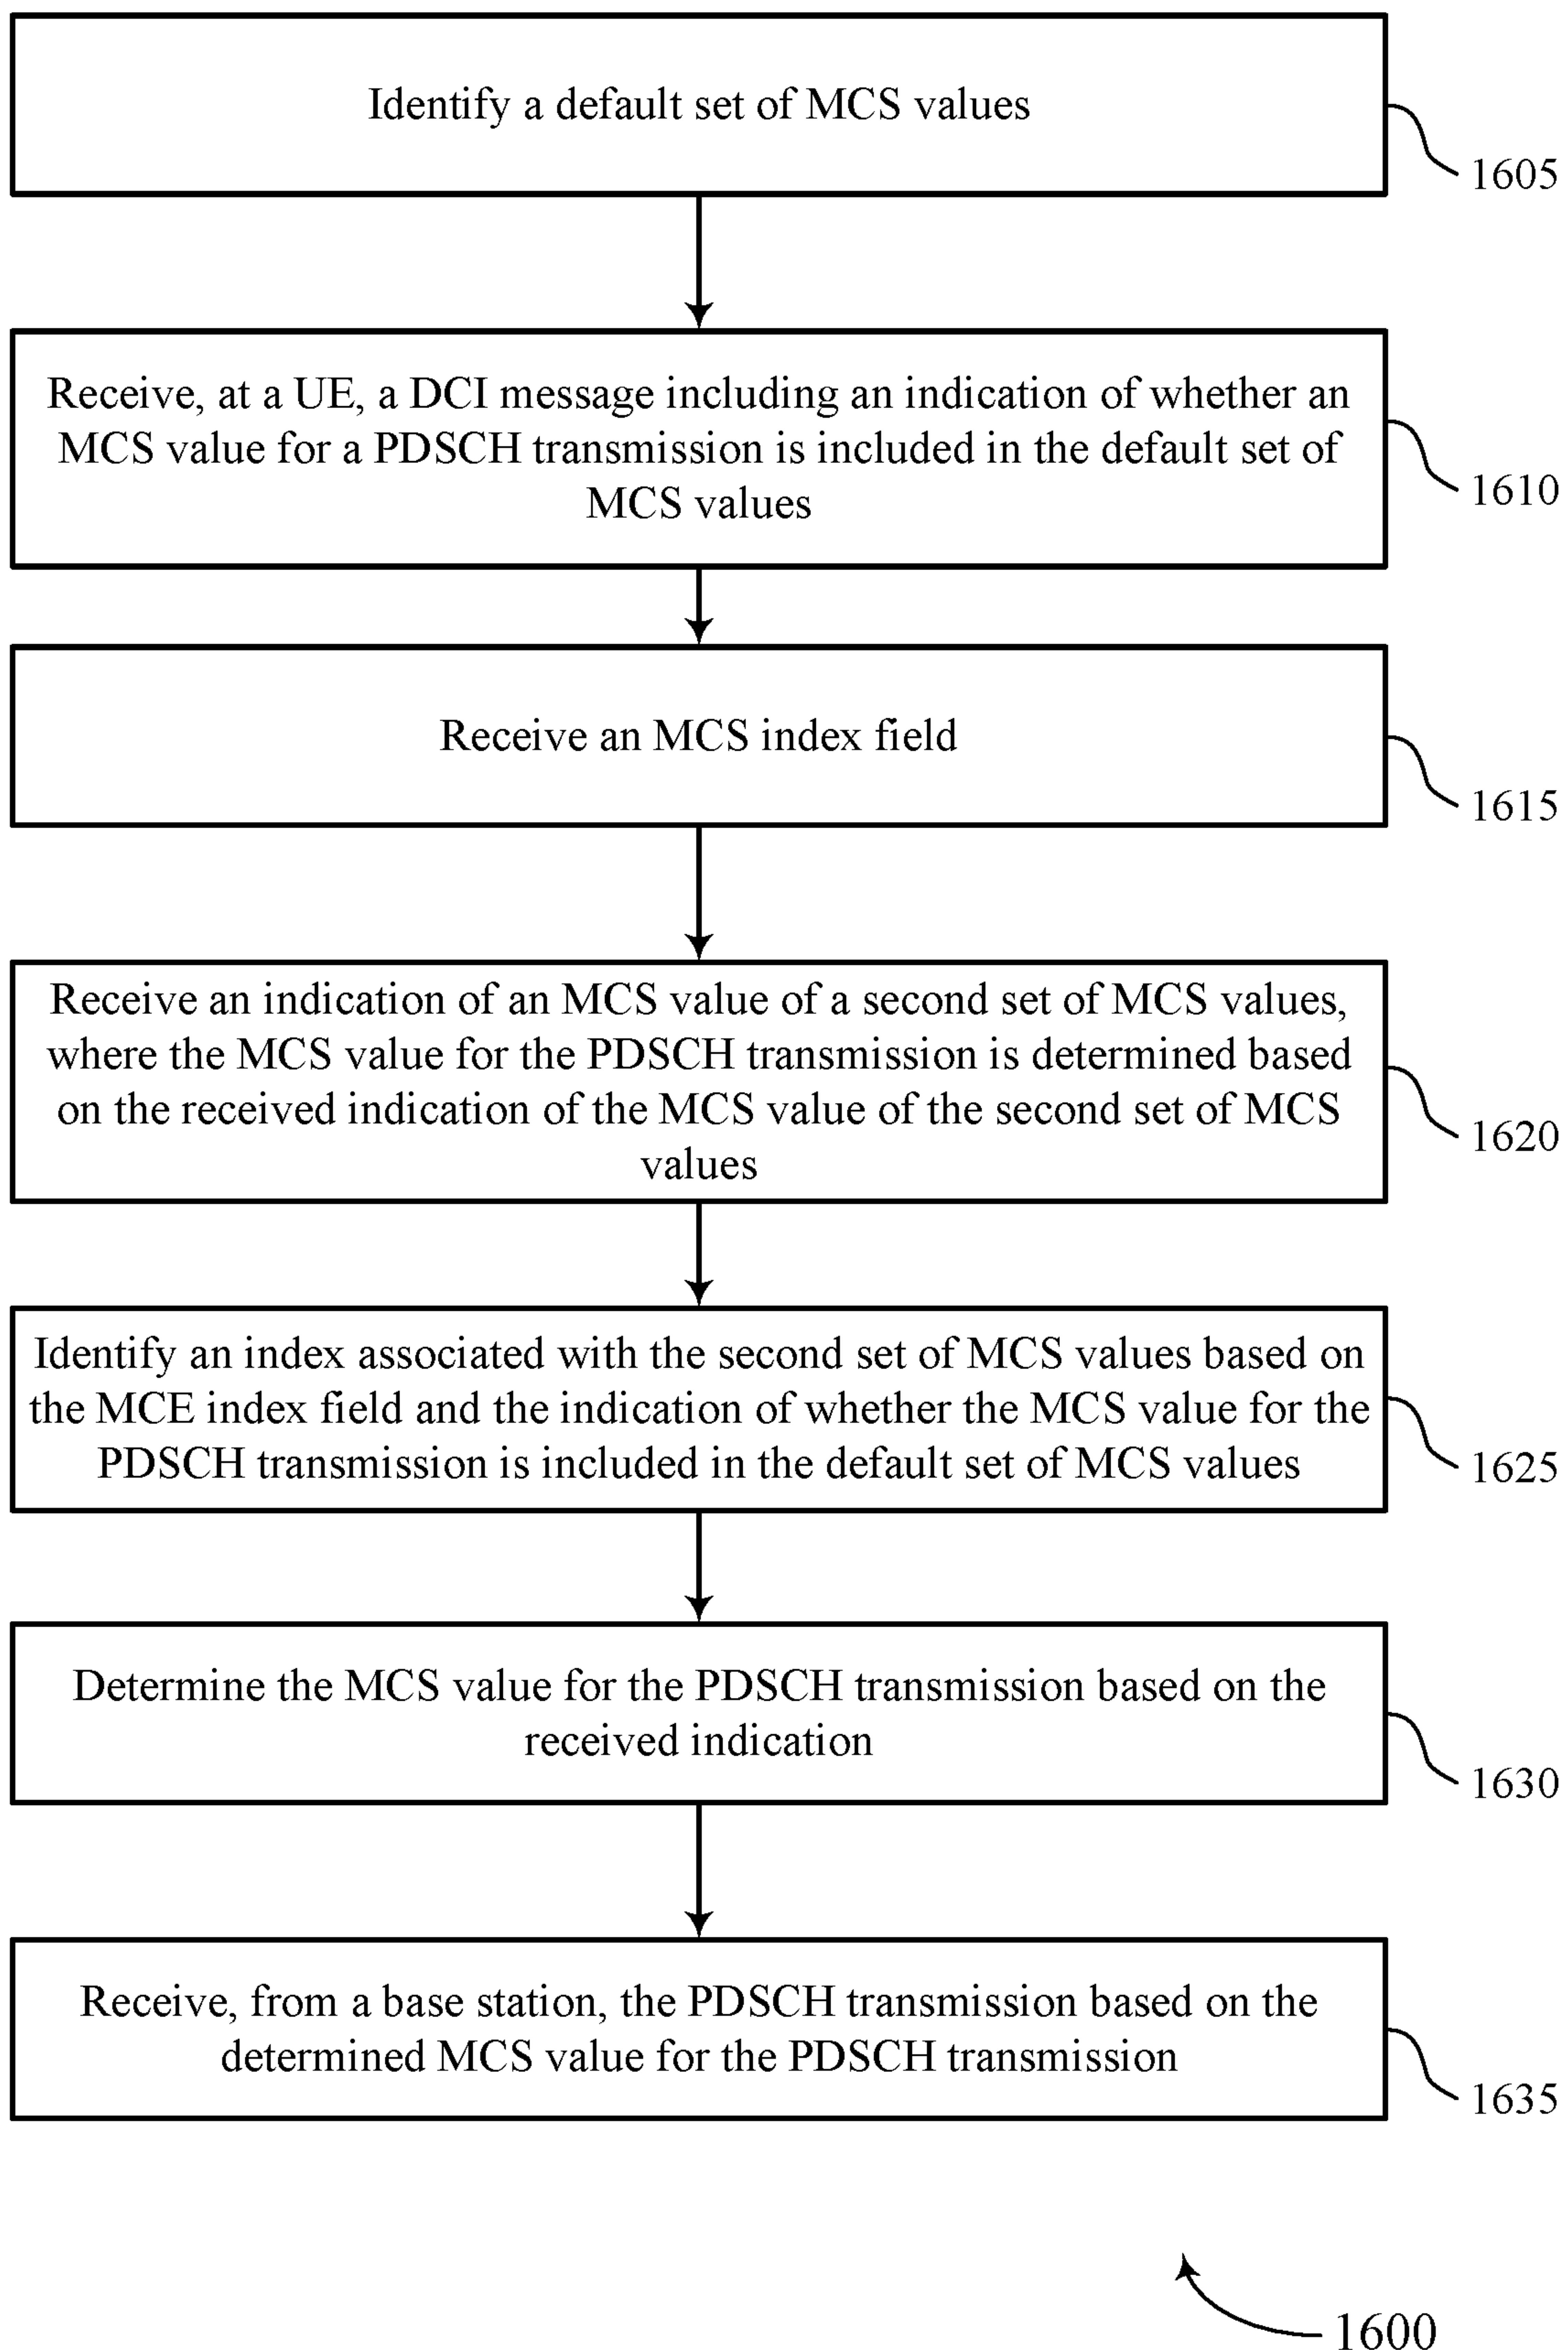 Identify a default set of MCS values
1605
Receive, at a UE, a DCI message including an indication of whether an
MCS value for a PDSCH transmission is included in the default set of
MCS values
1610
Receive an MCS index field
1615
Receive an indication of an MCS value of a second set of MCS values,
where the MCS value for the PDSCH transmission is determined based
on the received indication of the MCS value of the second set of MCS
values
1620
Identify an index associated with the second set of MCS values based on
the MCE index field and the indication of whether the MCS value for the
PDSCH transmission is included in the default set of MCS values
1625
Determine the MCS value for the PDSCH transmission based on the
received indication
1630
Receive, from a base station, the PDSCH transmission based on the
determined MCS value for the PDSCH transmission
1635
1600